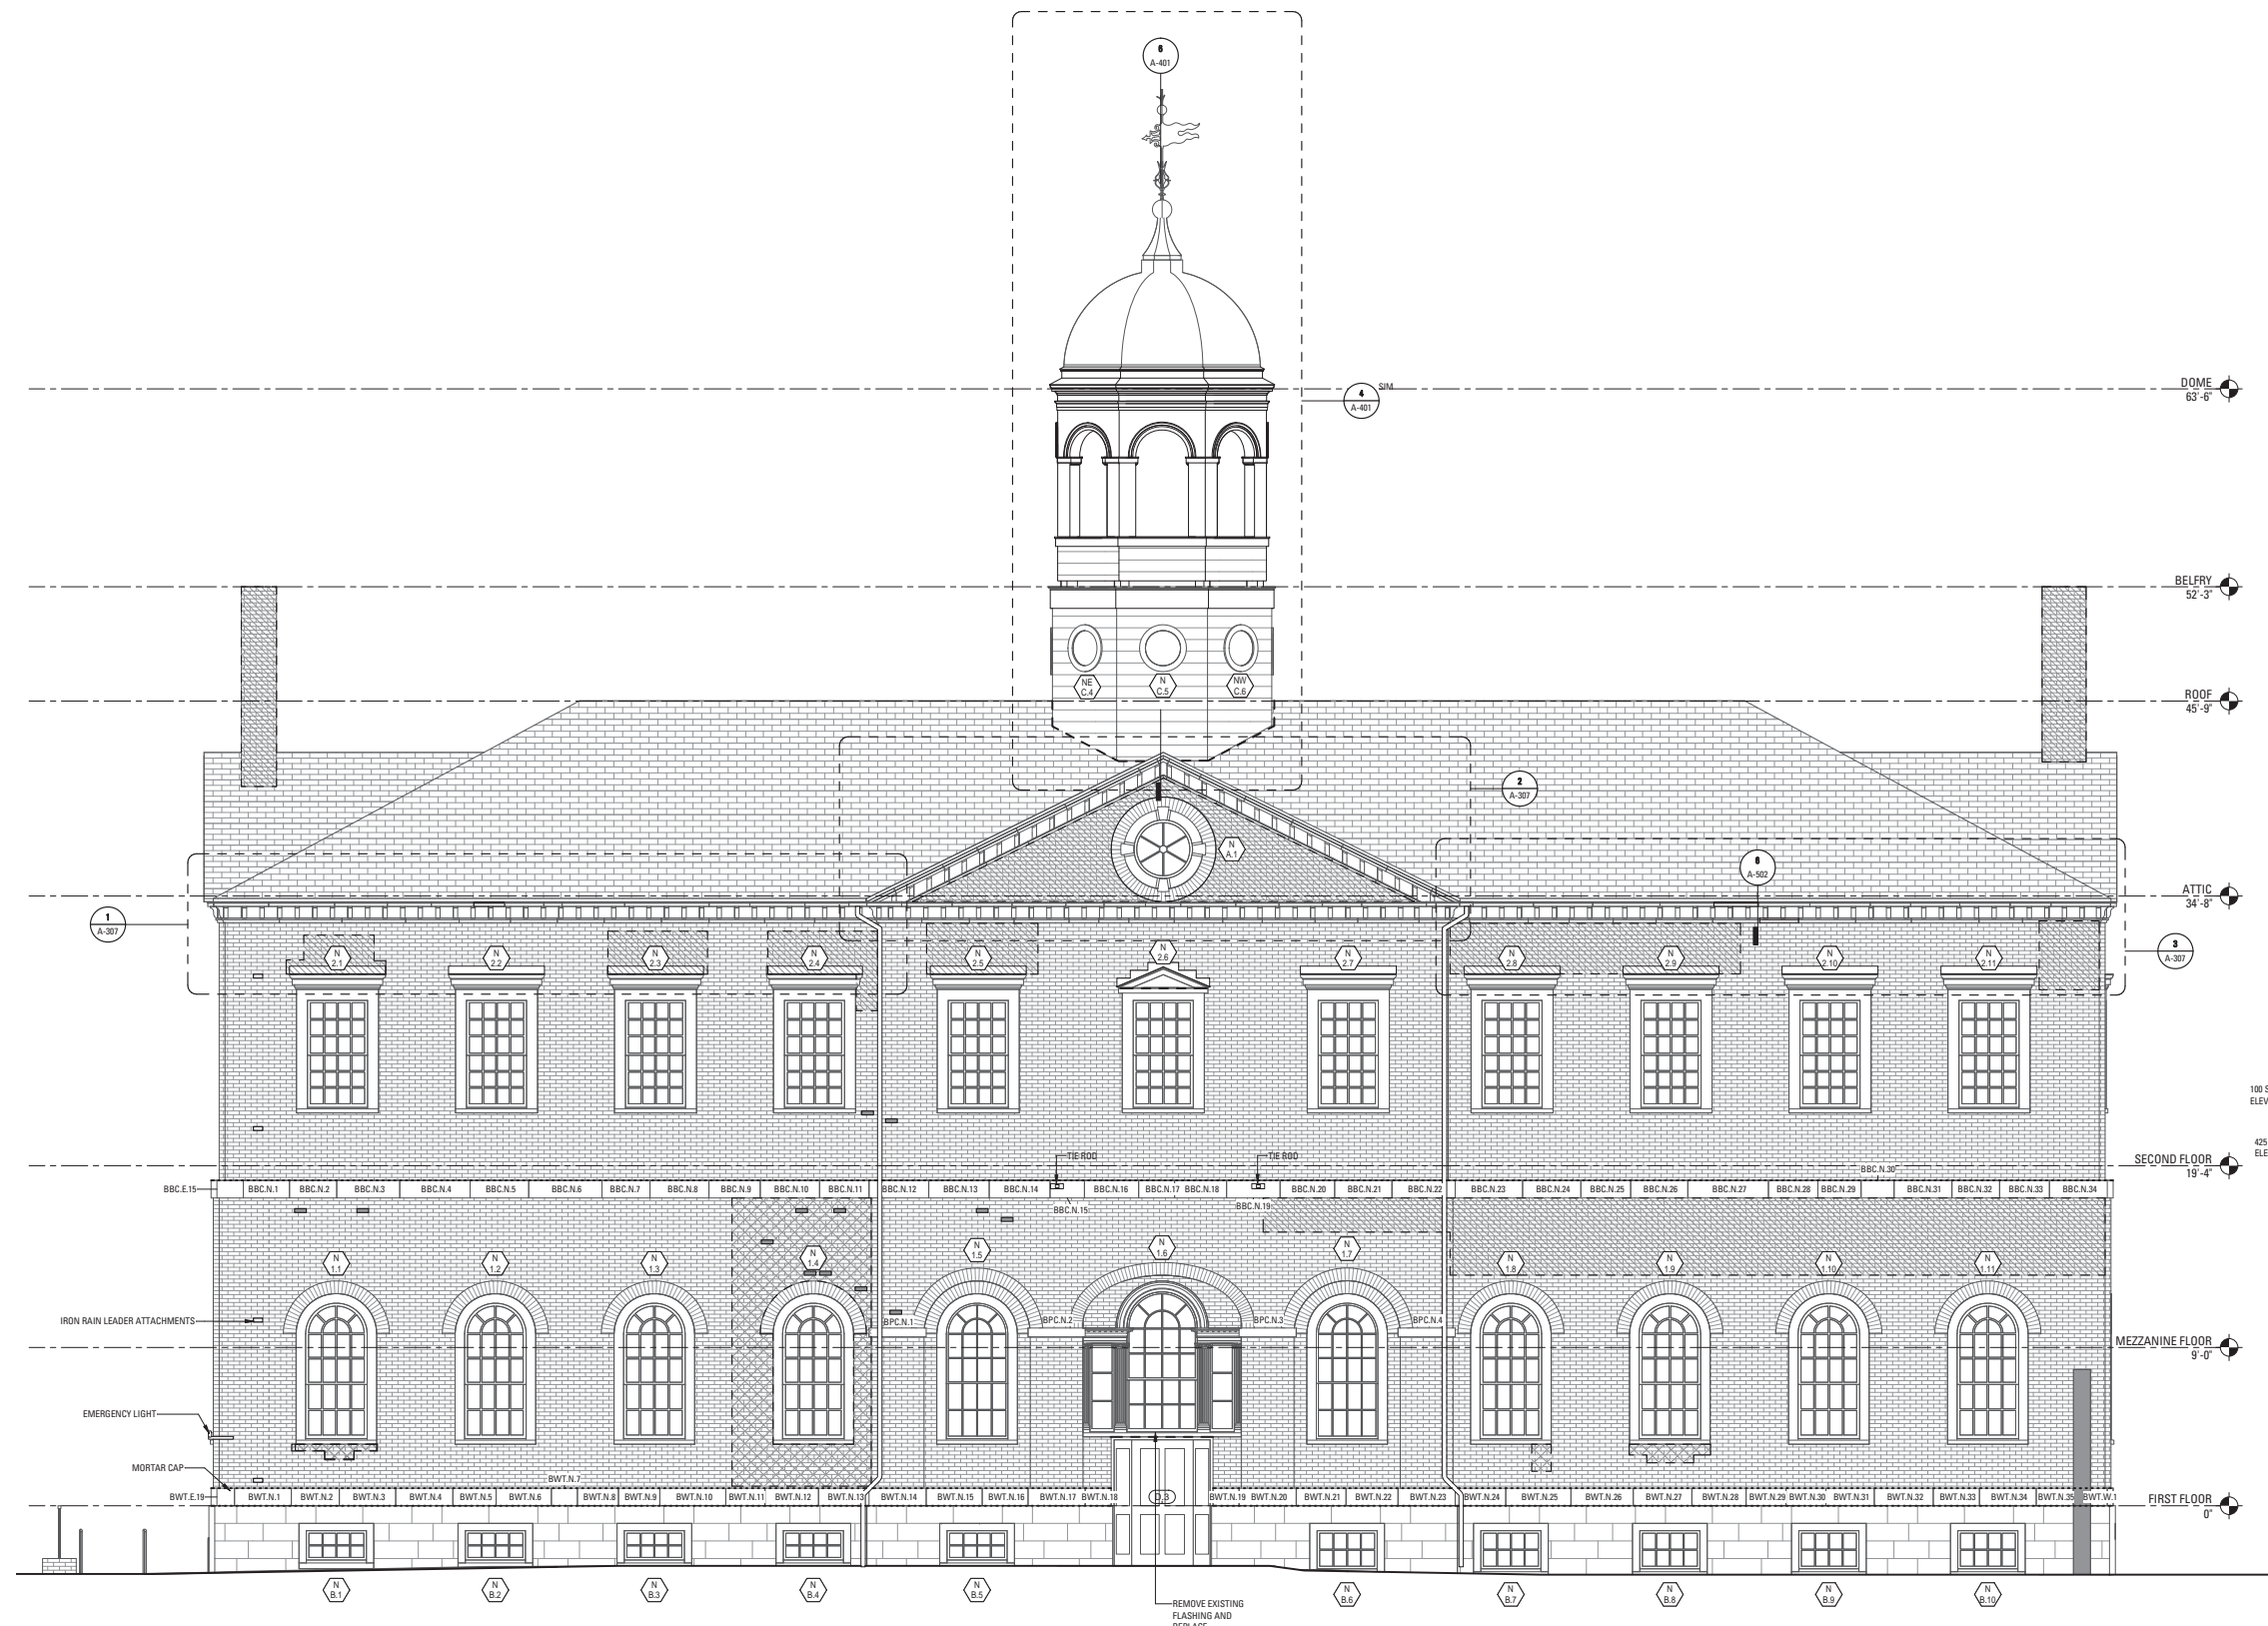 6
A-401
SIM
4
A-401
DOME
63'-6"
BELFRY
52'-3"
NE
C.4
N
C.5
NW
C.6
ROOF
45'-9"
2
A-307
N
A.1
6
A-502
ATTIC
34'-8"
1
A-307
3
A-307
N
2.1
N
2.2
N
2.3
N
2.4
N
2.5
N
2.6
N
2.7
N
2.8
N
2.9
N
2.10
N
2.11
100 S
ELEV
425
ELE
TIE ROD
TIE ROD
SECOND FLOOR
19'-4"
BBC.N.30
BBC.E.15
BBC.N.1
BBC.N.2
BBC.N.3
BBC.N.4
BBC.N.5
BBC.N.6
BBC.N.7
BBC.N.8
BBC.N.9
BBC.N.10
BBC.N.11
BBC.N.12
BBC.N.13
BBC.N.14
BBC.N.16
BBC.N.17
BBC.N.18
BBC.N.20
BBC.N.21
BBC.N.22
BBC.N.23
BBC.N.24
BBC.N.25
BBC.N.26
BBC.N.27
BBC.N.28
BBC.N.29
BBC.N.31
BBC.N.32
BBC.N.33
BBC.N.34
BBC.N.15
BBC.N.19
N
1.1
N
1.2
N
1.3
N
1.4
N
1.5
N
1.6
N
1.7
N
1.8
N
1.9
N
1.10
N
1.11
IRON RAIN LEADER ATTACHMENTS
BPC.N.1
BPC.N.2
BPC.N.3
BPC.N.4
MEZZANINE FLOOR
9'-0"
EMERGENCY LIGHT
MORTAR CAP
BWT.N.7
BWT.E.19
BWT.N.1
BWT.N.2
BWT.N.3
BWT.N.4
BWT.N.5
BWT.N.6
BWT.N.8
BWT.N.9
BWT.N.10
BWT.N.11
BWT.N.12
BWT.N.13
BWT.N.14
BWT.N.15
BWT.N.16
BWT.N.17
BWT.N.18
BWT.N.19
BWT.N.20
BWT.N.21
BWT.N.22
BWT.N.23
BWT.N.24
BWT.N.25
BWT.N.26
BWT.N.27
BWT.N.28
BWT.N.29
BWT.N.30
BWT.N.31
BWT.N.32
BWT.N.33
BWT.N.34
BWT.N.35
BWT.W.1
FIRST FLOOR
0"
N
B.1
N
B.2
N
B.3
N
B.4
N
B.5
N
B.6
N
B.7
N
B.8
N
B.9
N
B.10
REMOVE EXISTING
FLASHING AND